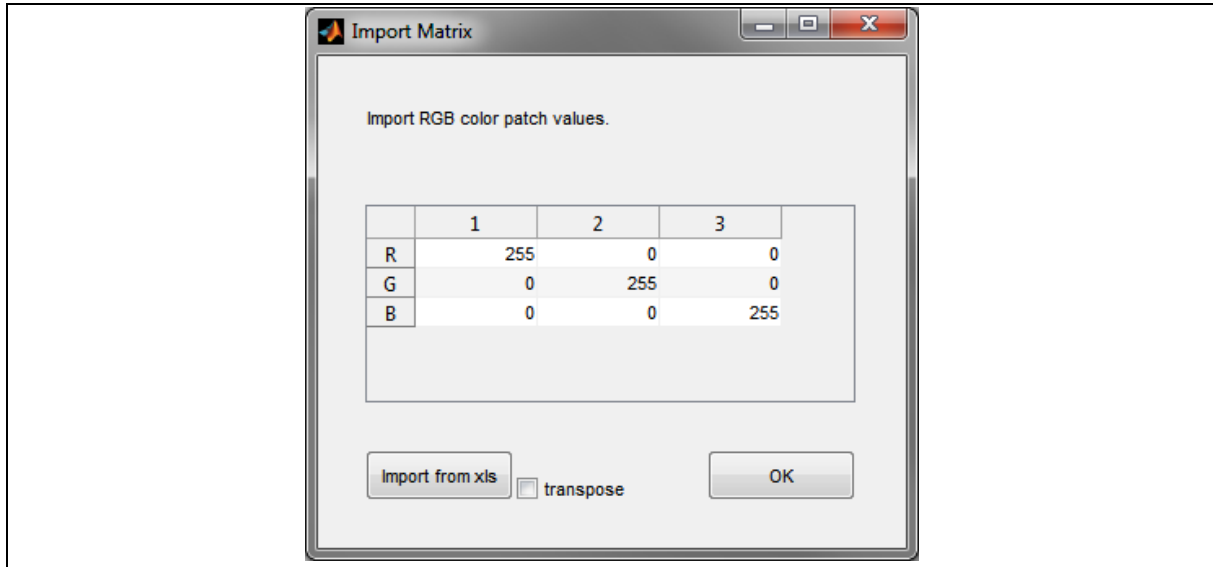 Import Matrix
Import RGB color patch values.
1 2 3
R 255 0 0
G 0 255 0
B 0 0 255
Import from xls transpose OK